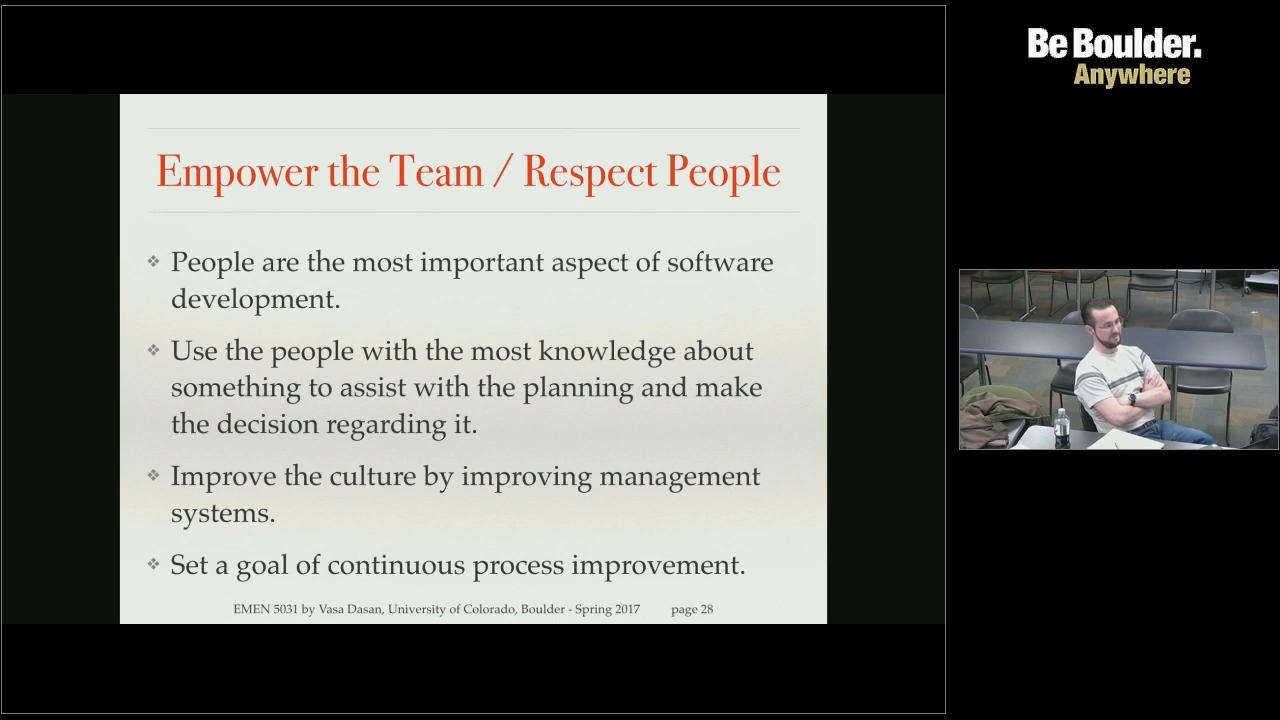 Be Boulder.
Anywhere
Empower the Team / Respect People
❖ People are the most important aspect of software
development.
❖ Use the people with the most knowledge about
something to assist with the planning and make
the decision regarding it.
❖ Improve the culture by improving management
systems.
❖ Set a goal of continuous process improvement.
EMEN 5031 by Vasa Dasan, University of Colorado, Boulder - Spring 2017 page 28